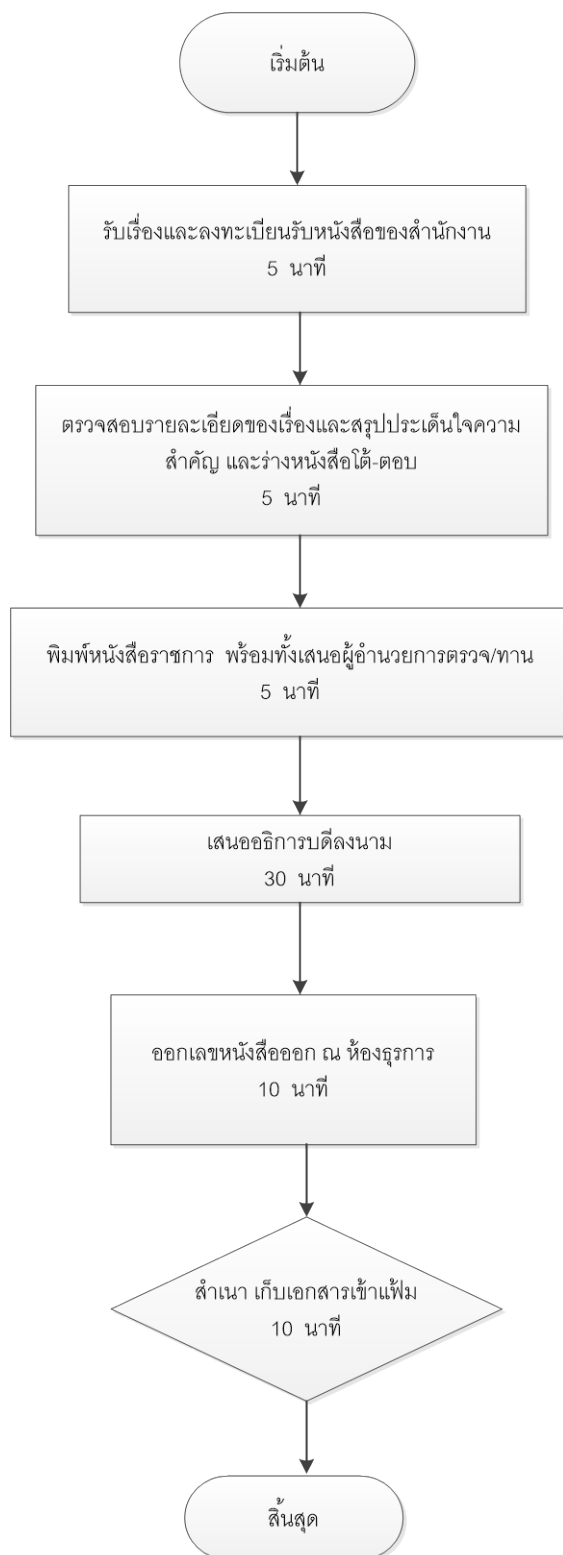 เริ่มต้น
รับเรื่องและลงทะเบียนรับหนังสือของสำนักงาน
5 นาที
ตรวจสอบรายละเอียดของเรื่องและสรุปประเด็นใจความ
สำคัญ และร่างหนังสือโต้-ตอบ
5 นาที
พิมพ์หนังสือราชการ พร้อมทั้งเสนอผู้อำนวยการตรวจ/ทาน
5 นาที
เสนออธิการบดีลงนาม
30 นาที
ออกเลขหนังสือออก ณ ห้องธุรการ
10 นาที
สำเนา เก็บเอกสารเข้าแฟ้ม
10 นาที
สิ้นสุด